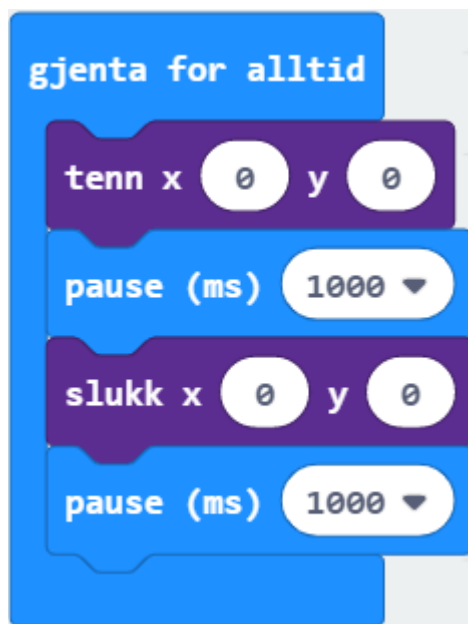 gjenta for alltid
tenn x 0 y 0
pause (ms) 1000
slukk x 0 y 0
pause (ms) 1000